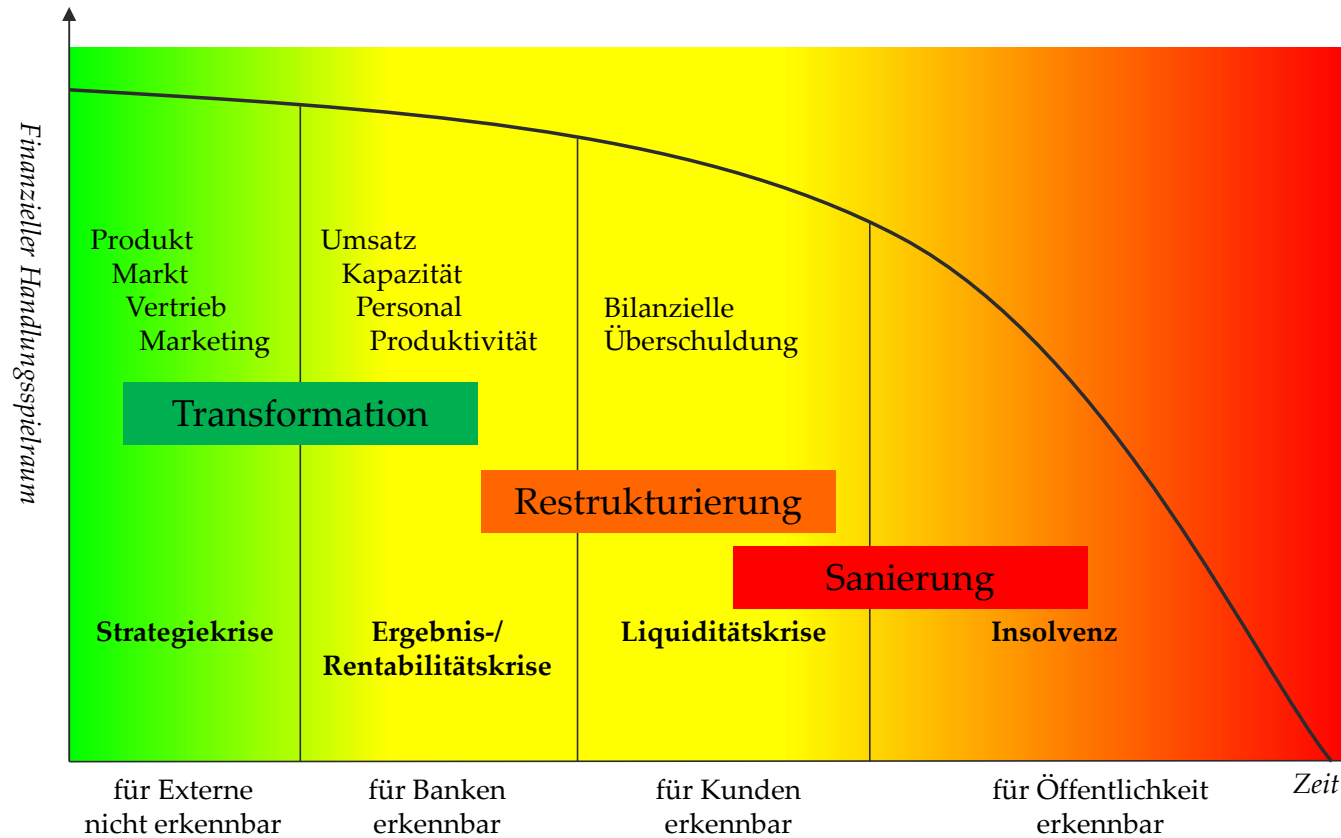 Finanzieller Handlungsspielraum
Produkt
Markt
Vertrieb
Marketing
Umsatz
Kapazität
Personal
Produktivität
Bilanzielle
Überschuldung
Transformation
Restrukturierung
Sanierung
Strategiekrise
Ergebnis-/
Rentabilitätskrise
Liquiditätskrise
Insolvenz
für Externe
nicht erkennbar
für Banken
erkennbar
für Kunden
erkennbar
für Öffentlichkeit
erkennbar
Zeit